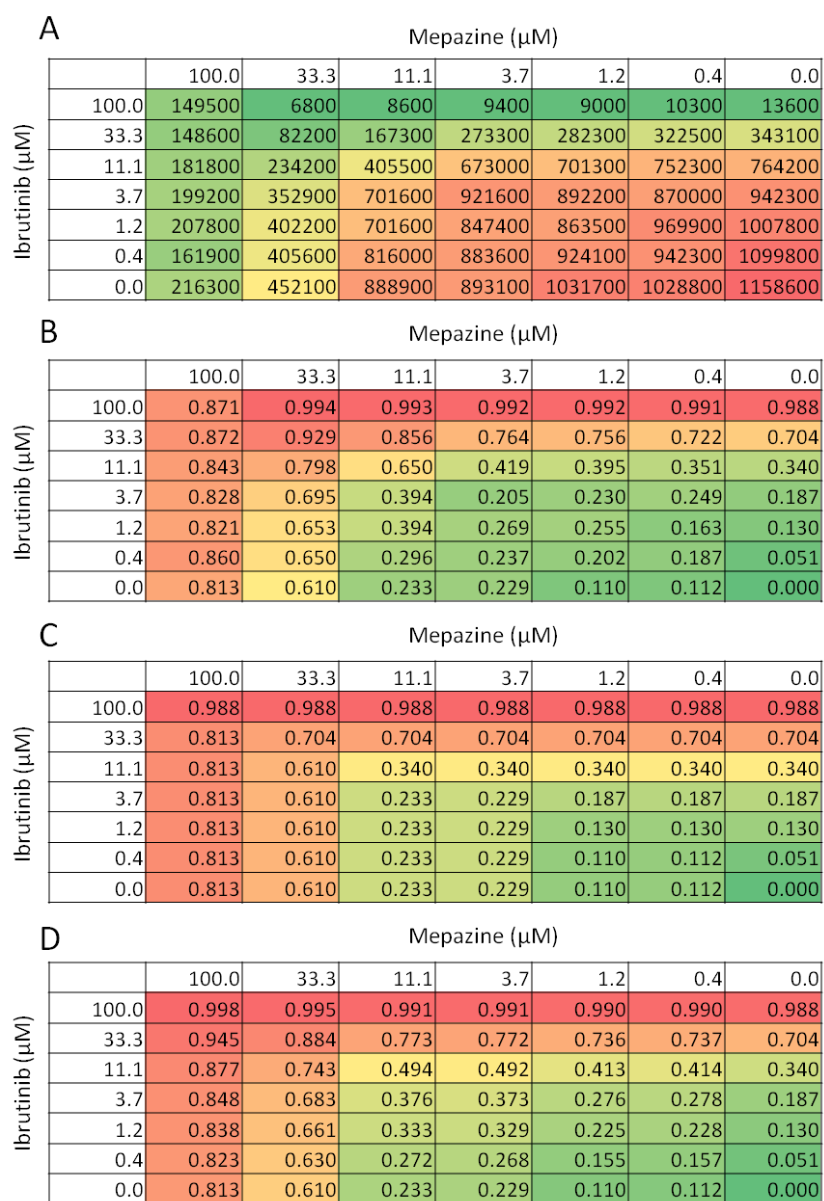 A
Mepazine (µM)
100.0 33.3 11.1 3.7 1.2 0.4 0.0
Ibrutinib (µM)
100.0 149500 6800 8600 9400 9000 10300 13600
33.3 148600 82200 167300 273300 282300 322500 343100
11.1 181800 234200 405500 673000 701300 752300 764200
3.7 199200 352900 701600 921600 892200 870000 942300
1.2 207800 402200 701600 847400 863500 969900 1007800
0.4 161900 405600 816000 883600 924100 942300 1099800
0.0 216300 452100 888900 893100 1031700 1028800 1158600
B
Mepazine (µM)
100.0 33.3 11.1 3.7 1.2 0.4 0.0
Ibrutinib (µM)
100.0 0.871 0.994 0.993 0.992 0.992 0.991 0.988
33.3 0.872 0.929 0.856 0.764 0.756 0.722 0.704
11.1 0.843 0.798 0.650 0.419 0.395 0.351 0.340
3.7 0.828 0.695 0.394 0.205 0.230 0.249 0.187
1.2 0.821 0.653 0.394 0.269 0.255 0.163 0.130
0.4 0.860 0.650 0.296 0.237 0.202 0.187 0.051
0.0 0.813 0.610 0.233 0.229 0.110 0.112 0.000
C
Mepazine (µM)
100.0 33.3 11.1 3.7 1.2 0.4 0.0
Ibrutinib (µM)
100.0 0.988 0.988 0.988 0.988 0.988 0.988 0.988
33.3 0.813 0.704 0.704 0.704 0.704 0.704 0.704
11.1 0.813 0.610 0.340 0.340 0.340 0.340 0.340
3.7 0.813 0.610 0.233 0.229 0.187 0.187 0.187
1.2 0.813 0.610 0.233 0.229 0.130 0.130 0.130
0.4 0.813 0.610 0.233 0.229 0.110 0.112 0.051
0.0 0.813 0.610 0.233 0.229 0.110 0.112 0.000
D
Mepazine (µM)
100.0 33.3 11.1 3.7 1.2 0.4 0.0
Ibrutinib (µM)
100.0 0.998 0.995 0.991 0.991 0.990 0.990 0.988
33.3 0.945 0.884 0.773 0.772 0.736 0.737 0.704
11.1 0.877 0.743 0.494 0.492 0.413 0.414 0.340
3.7 0.848 0.683 0.376 0.373 0.276 0.278 0.187
1.2 0.838 0.661 0.333 0.329 0.225 0.228 0.130
0.4 0.823 0.630 0.272 0.268 0.155 0.157 0.051
0.0 0.813 0.610 0.233 0.229 0.110 0.112 0.000